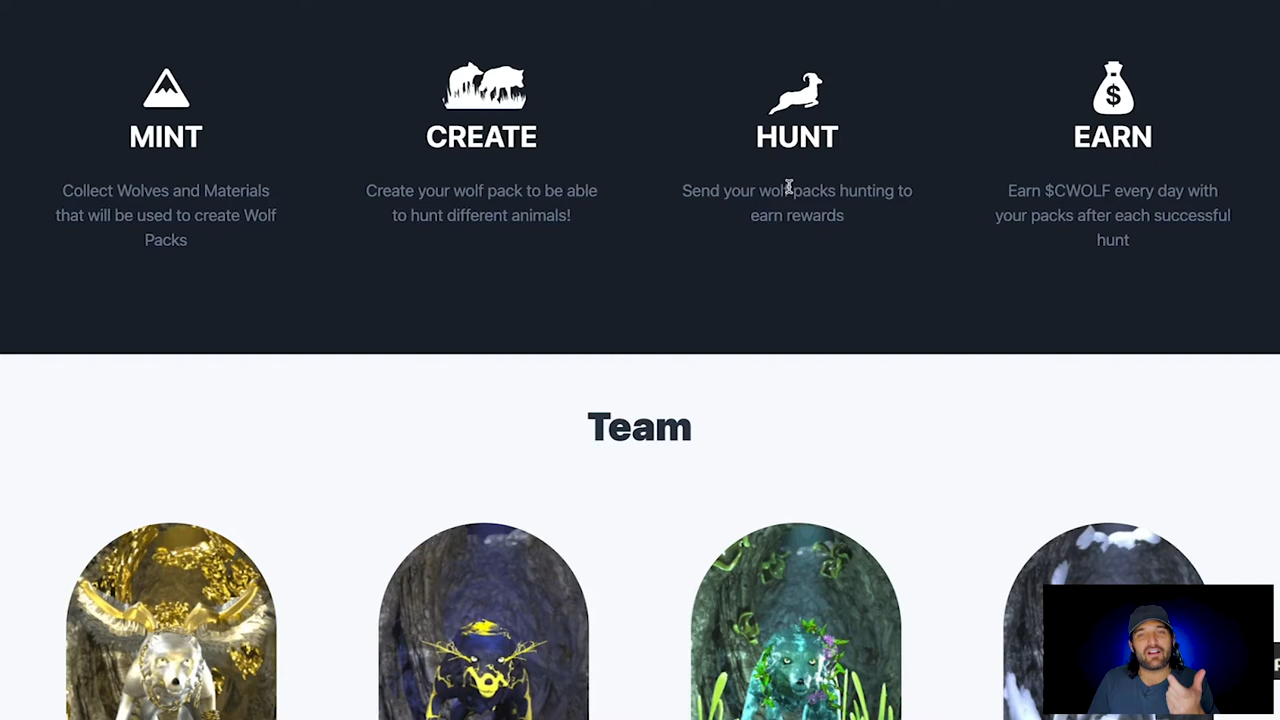 MINT
Collect Wolves and Materials
that will be used to create Wolf
Packs
CREATE
Create your wolf pack to be able
to hunt different animals!
HUNT
Send your wolf packs hunting to
earn rewards
$
EARN
Earn $CWOLF every day with
your packs after each successful
hunt
Team